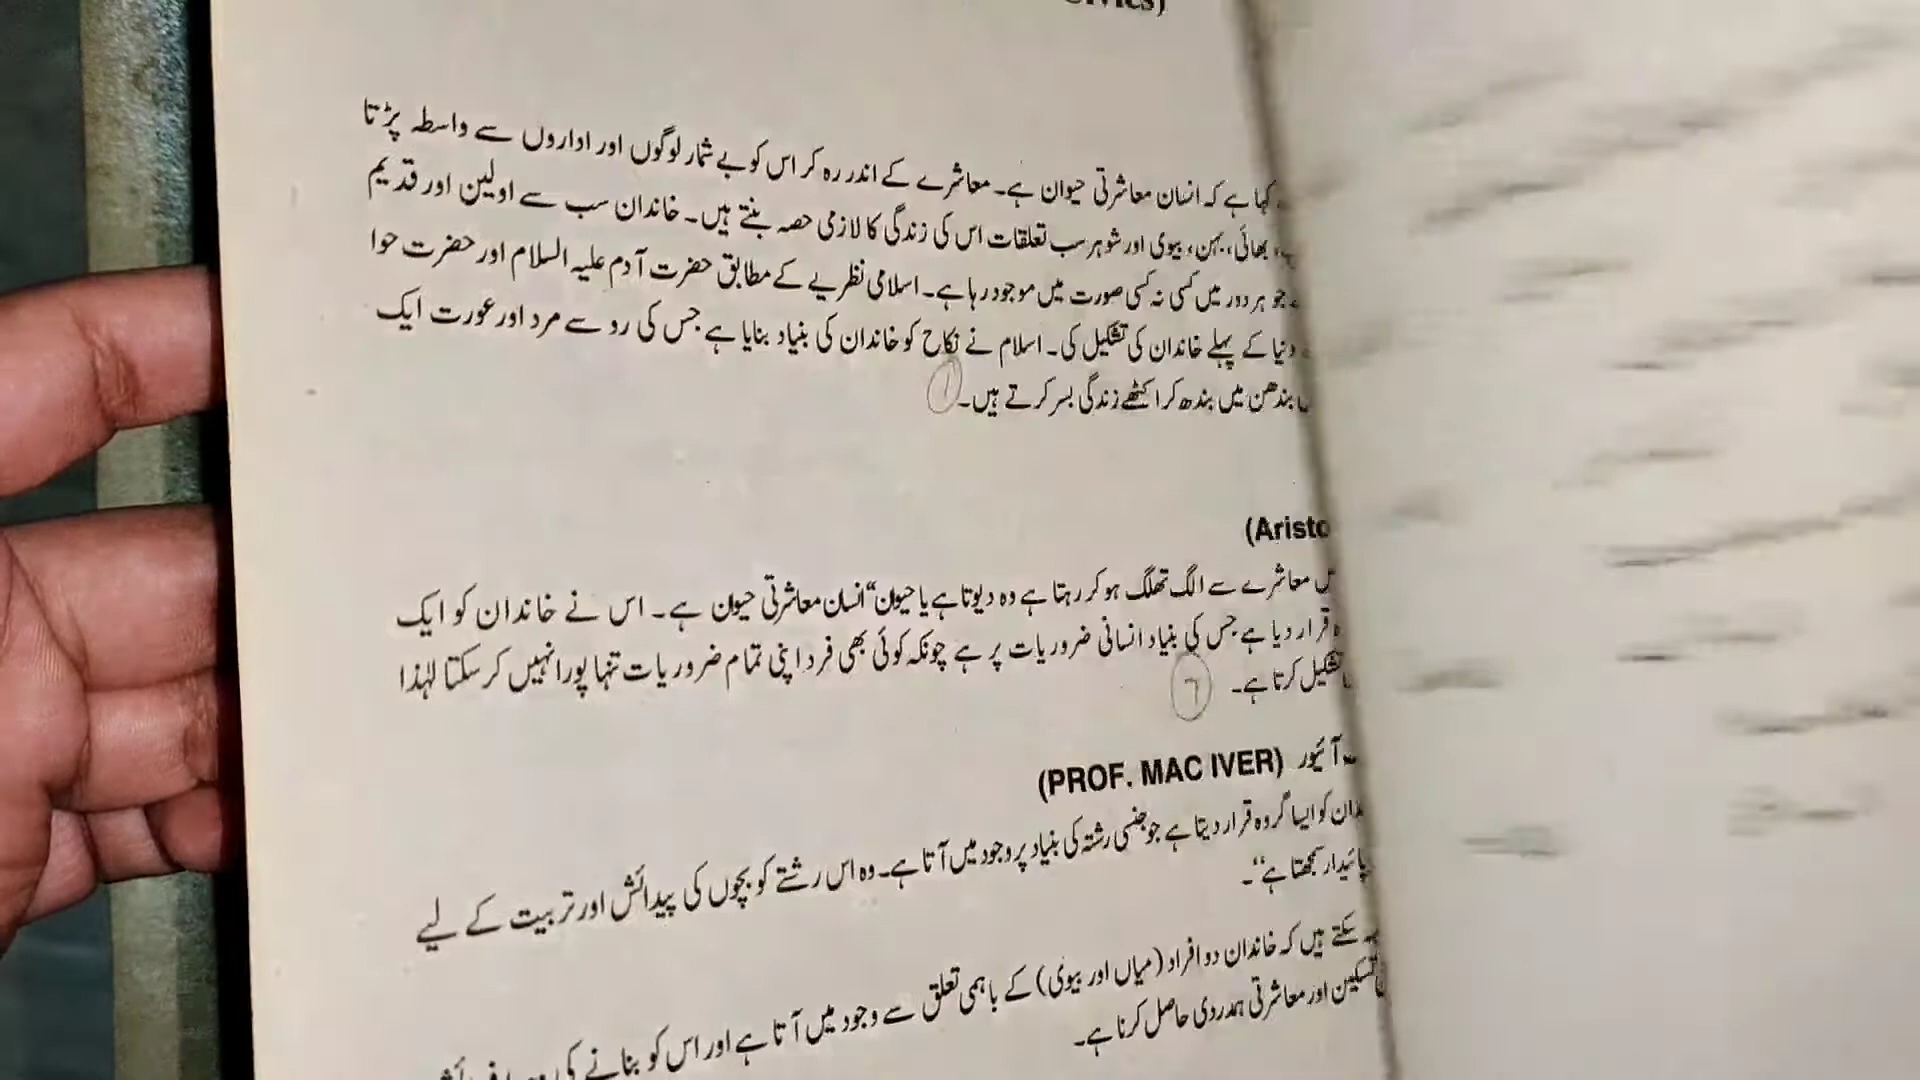 کہا ہے کہ انسان معاشرتی حیوان ہے۔ معاشرے کے اندر رہ کر اس کو بے شمار لوگوں اور اداروں سے واسطہ پڑتا
بھائی، بہن، بیوی اور شوہر سب تعلقات اس کی زندگی کا لازمی حصہ بنتے ہیں۔ خاندان سب سے اولین اور قدیم
جو ہر دور میں کسی نہ کسی صورت میں موجود رہا ہے۔ اسلامی نظریے کے مطابق حضرت آدم علیہ السلام اور حضرت حوا
دنیا کے پہلے خاندان کی تشکیل کی۔ اسلام نے نکاح کو خاندان کی بنیاد بنایا ہے جس کی رو سے مرد اور عورت ایک
بندھن میں بندھ کر اکٹھے زندگی بسر کرتے ہیں۔
(Aristo
معاشرے سے الگ تھلگ ہو کر رہتا ہے وہ دیوتا ہے یا حیوان“ انسان معاشرتی حیوان ہے۔ اس نے خاندان کو ایک
قرار دیا ہے جس کی بنیاد انسانی ضروریات پر ہے چونکہ کوئی بھی فرد اپنی تمام ضروریات تنہا پورا نہیں کر سکتا لہٰذا
تشکیل کرتا ہے۔
آئیور (PROF. MAC IVER)
کو ایسا گروہ قرار دیتا ہے جو جنسی رشتہ کی بنیاد پر وجود میں آتا ہے۔ وہ اس رشتے کو بچوں کی پیدائش اور تربیت کے لیے
پائیدار سمجھتا ہے“۔
سکتے ہیں کہ خاندان دو افراد (میاں اور بیوی) کے باہمی تعلق سے وجود میں آتا ہے اور اس کو بنانے کی
تسکین اور معاشرتی ہمدردی حاصل کرنا ہے۔